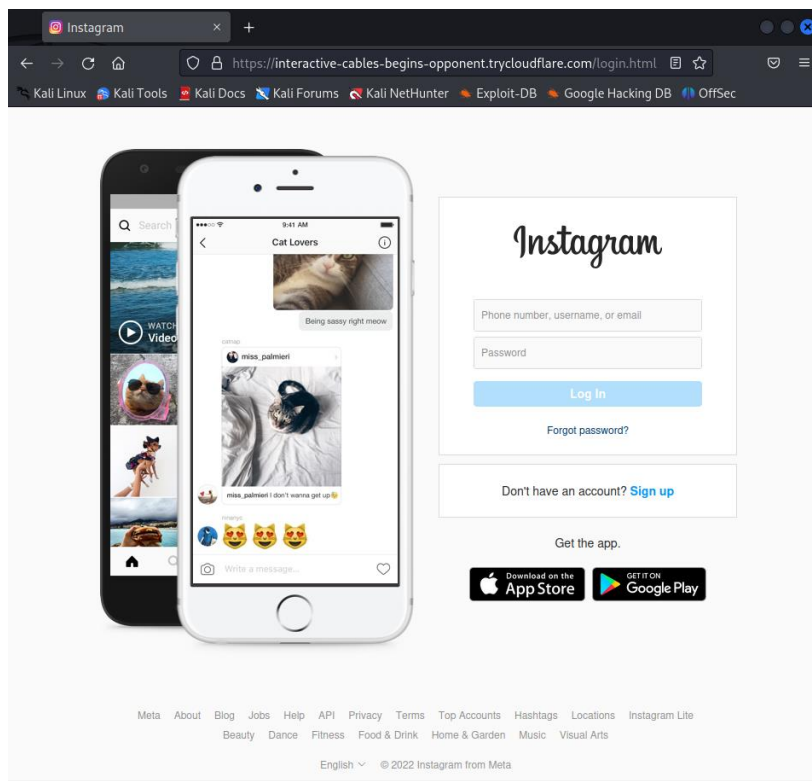 Instagram
https://interactive-cables-begins-opponent.trycloudflare.com/login.html
Kali Linux Kali Tools Kali Docs Kali Forums Kali NetHunter Exploit-DB Google Hacking DB OffSec
Search
WATCH
Video
9:41 AM
Cat Lovers
Being sassy right meow
miss_palmieri
miss_palmieri I don't wanna get up
Write a message...
Instagram
Phone number, username, or email
Password
Log In
Forgot password?
Don't have an account? Sign up
Get the app.
Download on the
App Store
GET IT ON
Google Play
Meta About Blog Jobs Help API Privacy Terms Top Accounts Hashtags Locations Instagram Lite
Beauty Dance Fitness Food & Drink Home & Garden Music Visual Arts
English © 2022 Instagram from Meta